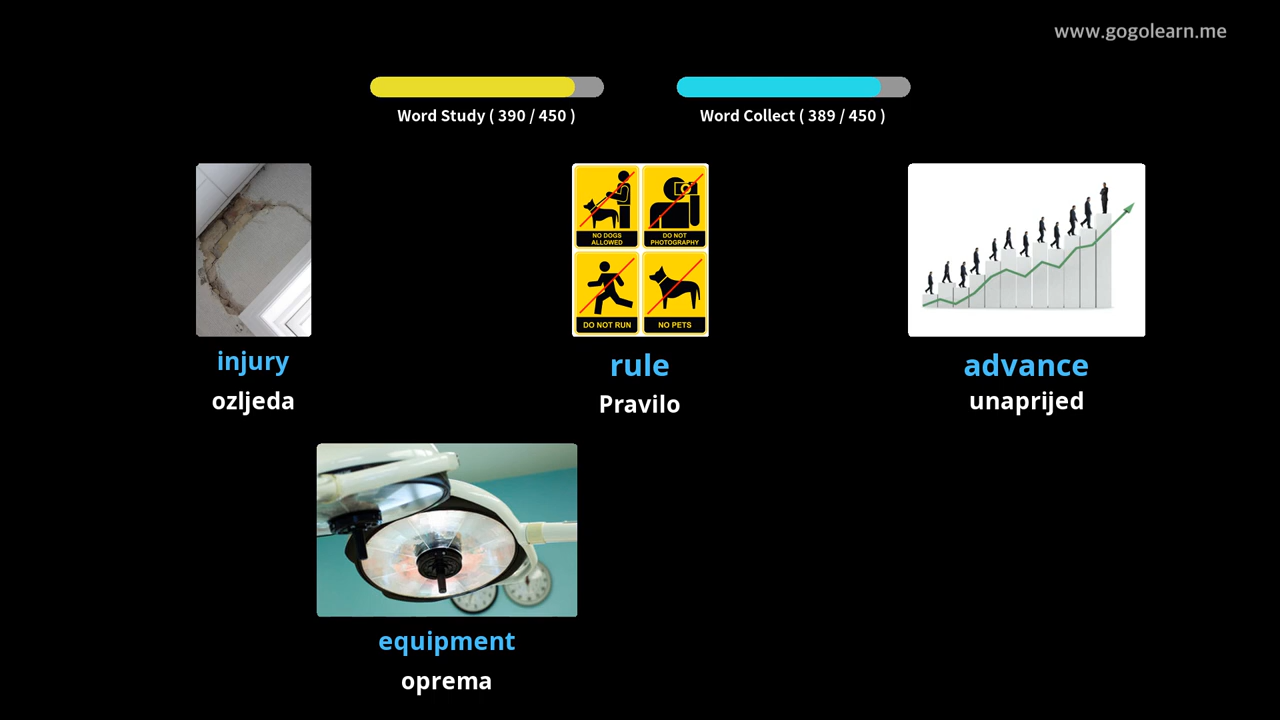 www.gogolearn.me
Word Study ( 390 / 450 )
Word Collect ( 389 / 450 )
NO DOGS
ALLOWED
DO NOT
PHOTOGRAPHY
DO NOT RUN
NO PETS
injury
ozljeda
rule
Pravilo
advance
unaprijed
equipment
oprema